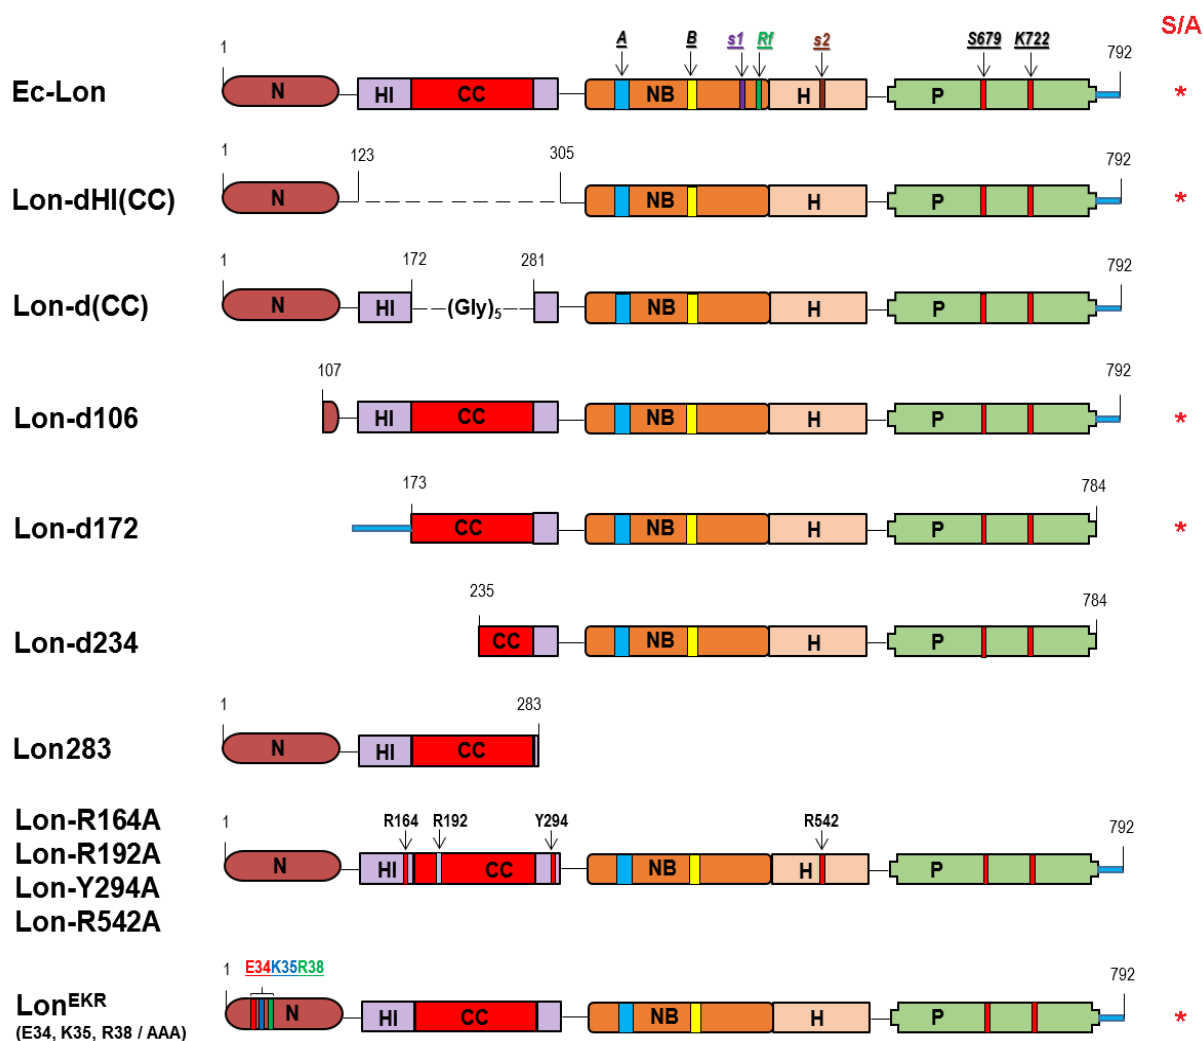 S/A
A B s1 Rf s2 S679 K722
1 792
Ec-Lon N HI CC NB H P *
1 123 305 792
Lon-dHI(CC) N NB H P *
1 172 281 792
Lon-d(CC) N HI (Gly)5 NB H P *
107 792
Lon-d106 HI CC NB H P *
173 784
Lon-d172 CC NB H P *
235 784
Lon-d234 CC NB H P
1 283
Lon283 N HI CC
Lon-R164A
1 R164 R192 Y294 R542 792
Lon-R192A
N HI CC NB H P
Lon-Y294A
Lon-R542A
1 E34K35R38 792
LonEKR N HI CC NB H P *
(E34, K35, R38 / AAA)